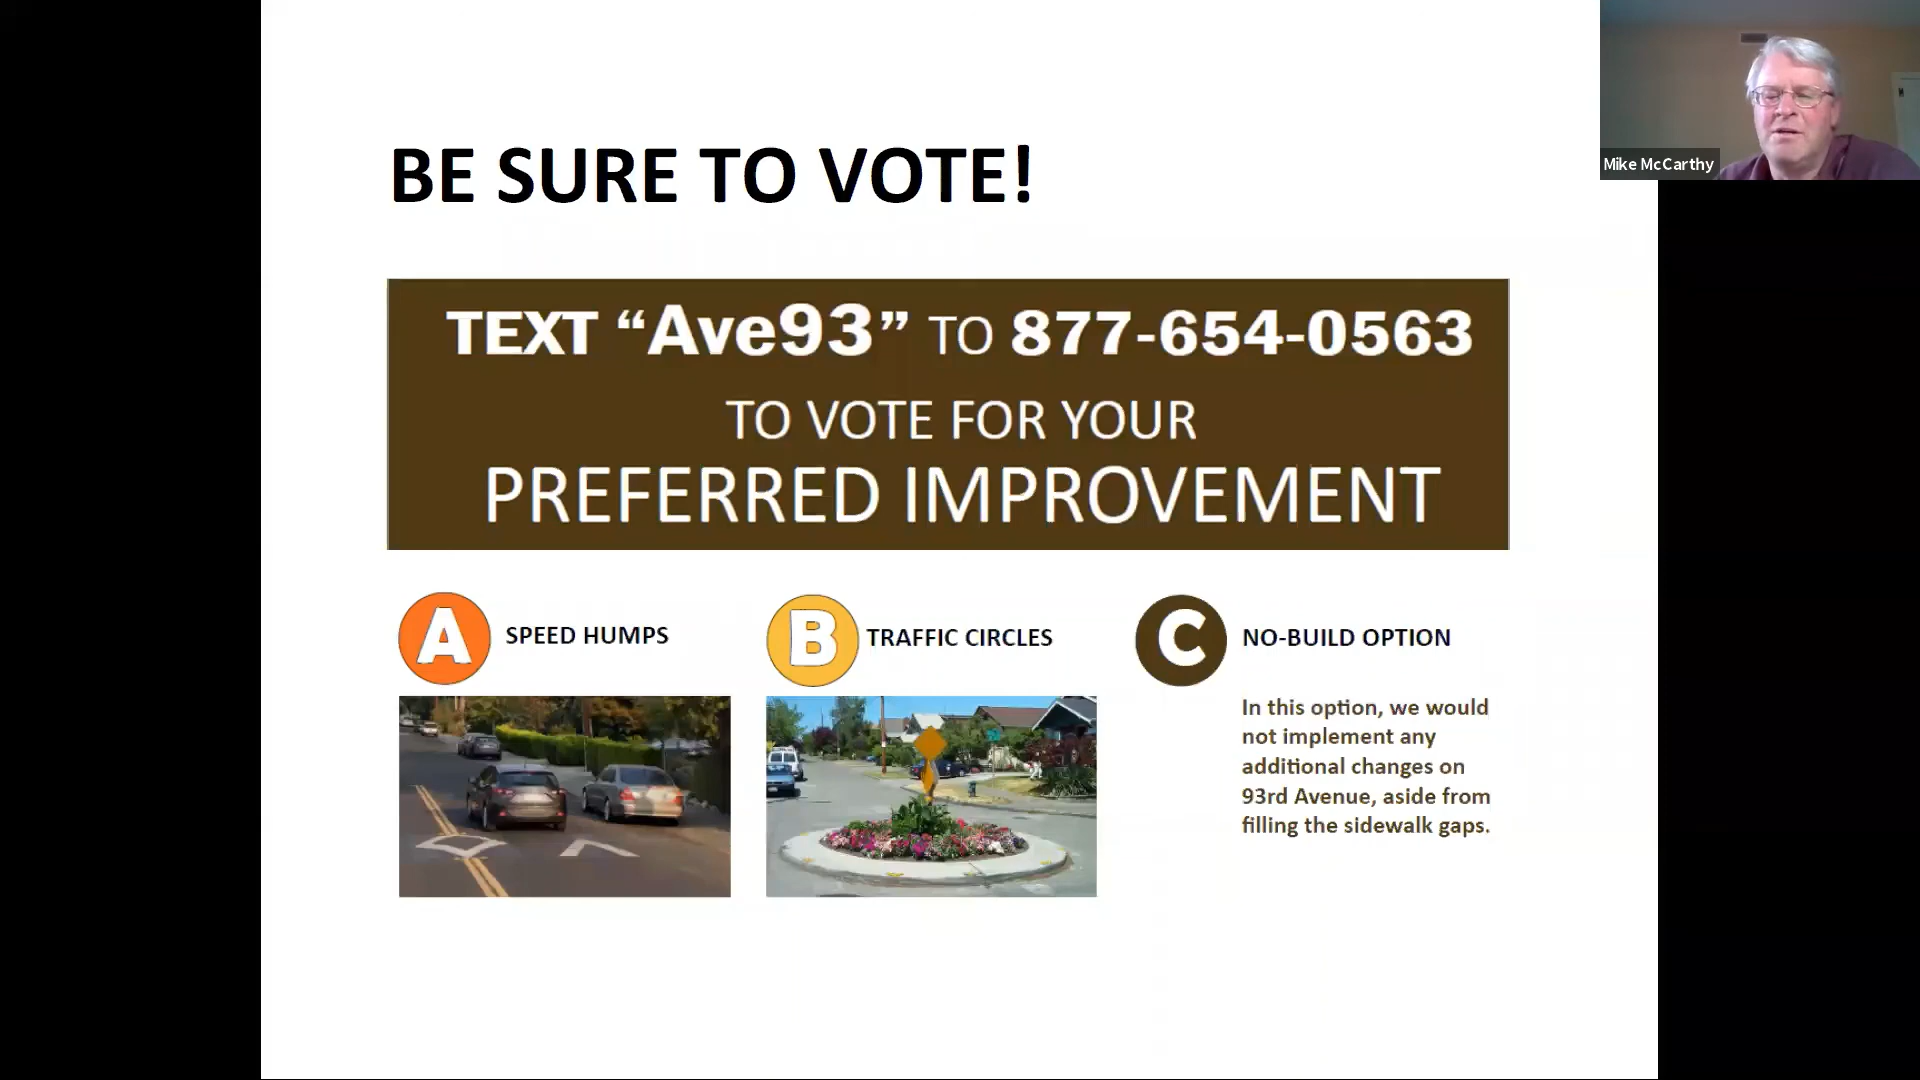 BE SURE TO VOTE!
Mike McCarthy
TEXT “Ave93” TO 877-654-0563
TO VOTE FOR YOUR
PREFERRED IMPROVEMENT
A SPEED HUMPS
B TRAFFIC CIRCLES
C NO-BUILD OPTION
In this option, we would
not implement any
additional changes on
93rd Avenue, aside from
filling the sidewalk gaps.